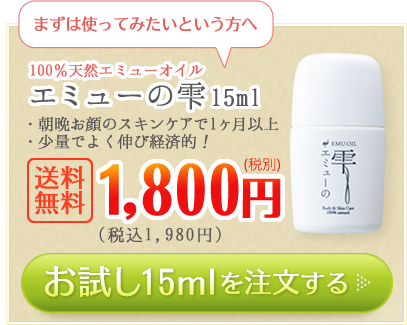 まずは使ってみたいという方へ
100%天然エミューオイル
エミューの雫15ml
・朝晩お顔のスキンケアで1ヶ月以上
・少量でよく伸び経済的！
送料
無料
1,800円
(税別)
(税込1,980円)
EMU OIL
エミューの
雫
Body & Skin Care
100% natural
お試し15mlを注文する